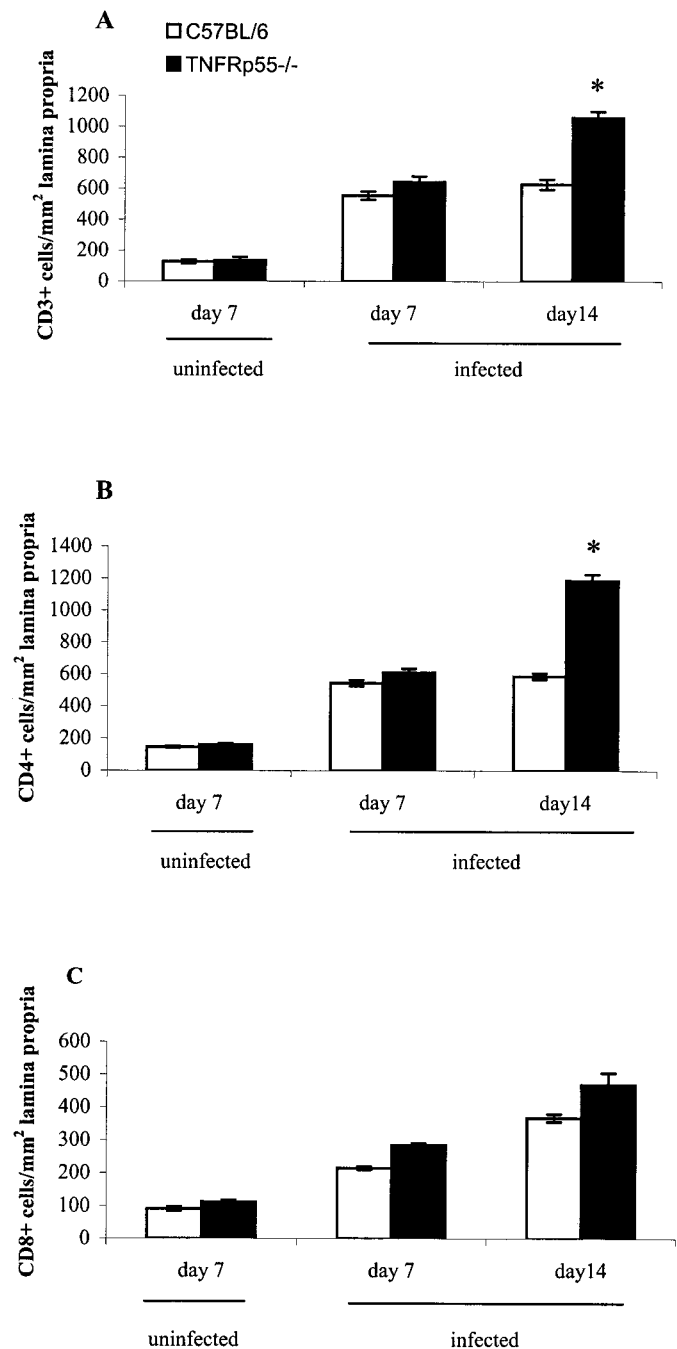 A
C57BL/6
TNFRp55-/-
CD3+ cells/mm² lamina propria
1200
1000
800
600
400
200
0
*
day 7
day 7
day14
uninfected
infected
B
CD4+ cells/mm² lamina propria
1400
1200
1000
800
600
400
200
0
*
day 7
day 7
day14
uninfected
infected
C
CD8+ cells/mm² lamina propria
600
500
400
300
200
100
0
day 7
day 7
day14
uninfected
infected